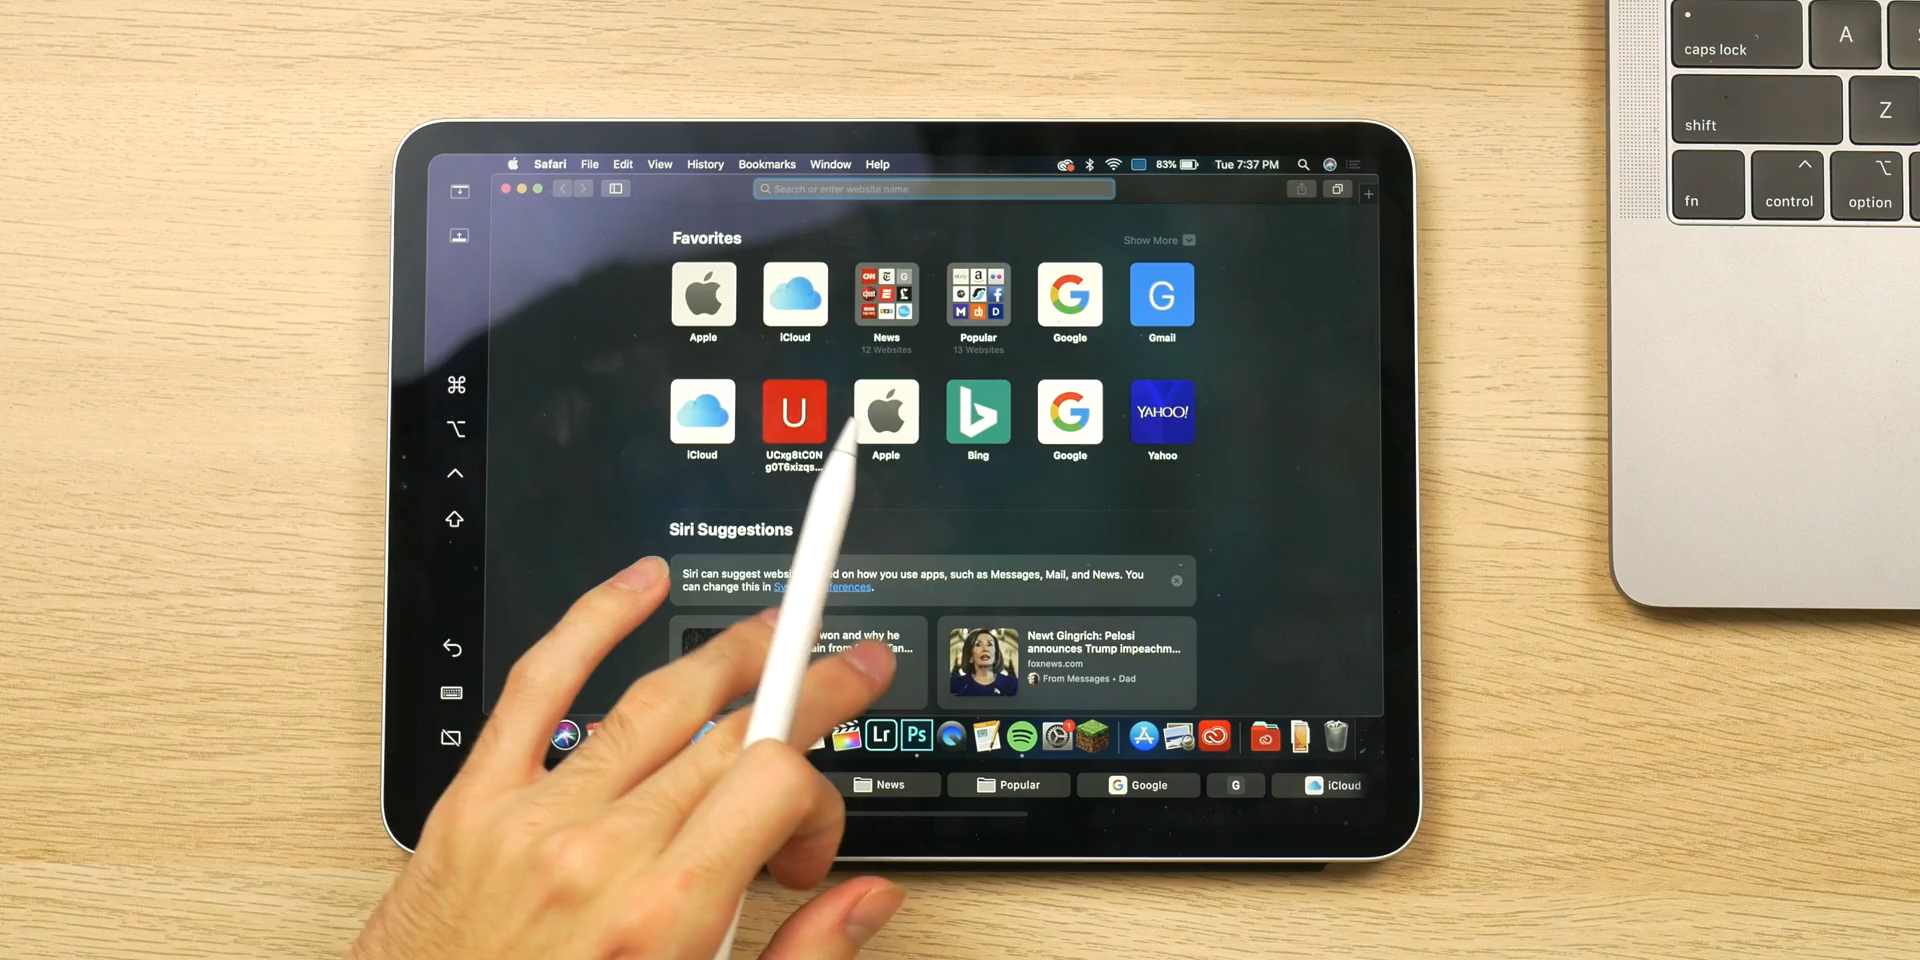 Safari File Edit View History Bookmarks Window Help 83% Tue 7:37 PM
Search or enter website name
Favorites Show More
Apple iCloud News Popular Google Gmail
12 Websites 13 Websites
YAHOO!
iCloud UCxg8tC0N Apple Bing Google Yahoo
g0T6xizqs...
Siri Suggestions
Siri can suggest on how you use apps, such as Messages, Mail, and News. You
can change this in
won and why he
Newt Gingrich: Pelosi
announces Trump impeachm...
foxnews.com
From Messages • Dad
Lr Ps 1
News Popular Google G iCloud
caps lock A
shift Z
fn control option